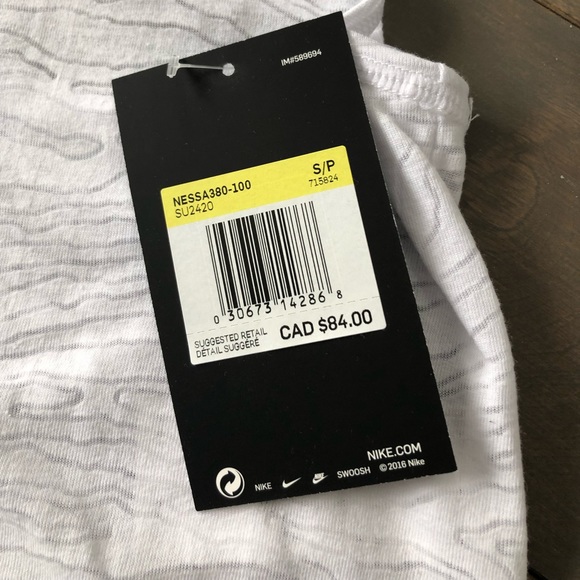 IM#589694
NESSA380-100 S/P
SU2420 715824
0 30673 14286 8
SUGGESTED RETAIL
DÉTAIL SUGGÉRÉ
CAD $84.00
NIKE.COM
NIKE SWOOSH © 2016 Nike